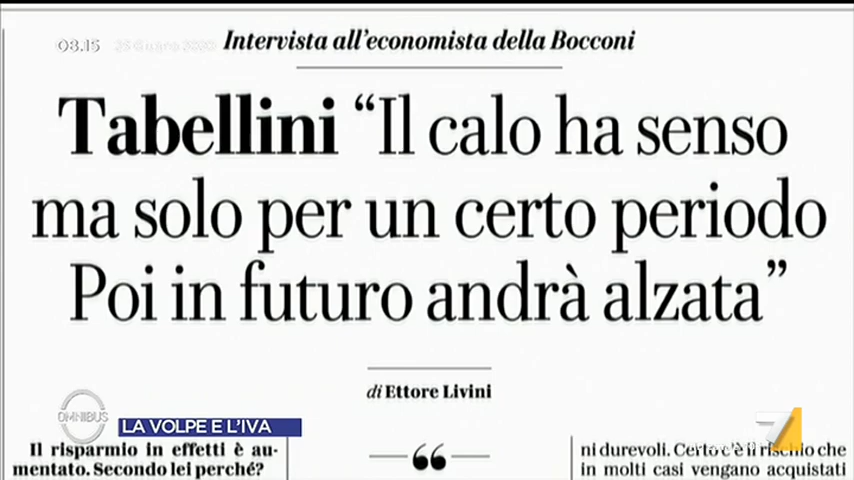 08.15
Intervista all'economista della Bocconi
Tabellini “Il calo ha senso
ma solo per un certo periodo
Poi in futuro andrà alzata”
di Ettore Livini
OMNIBUS
LA VOLPE E L'IVA
Il risparmio in effetti è au-
mentato. Secondo lei perché?
“
ni durevoli. Certo c'è il rischio che
in molti casi vengano acquistati
7